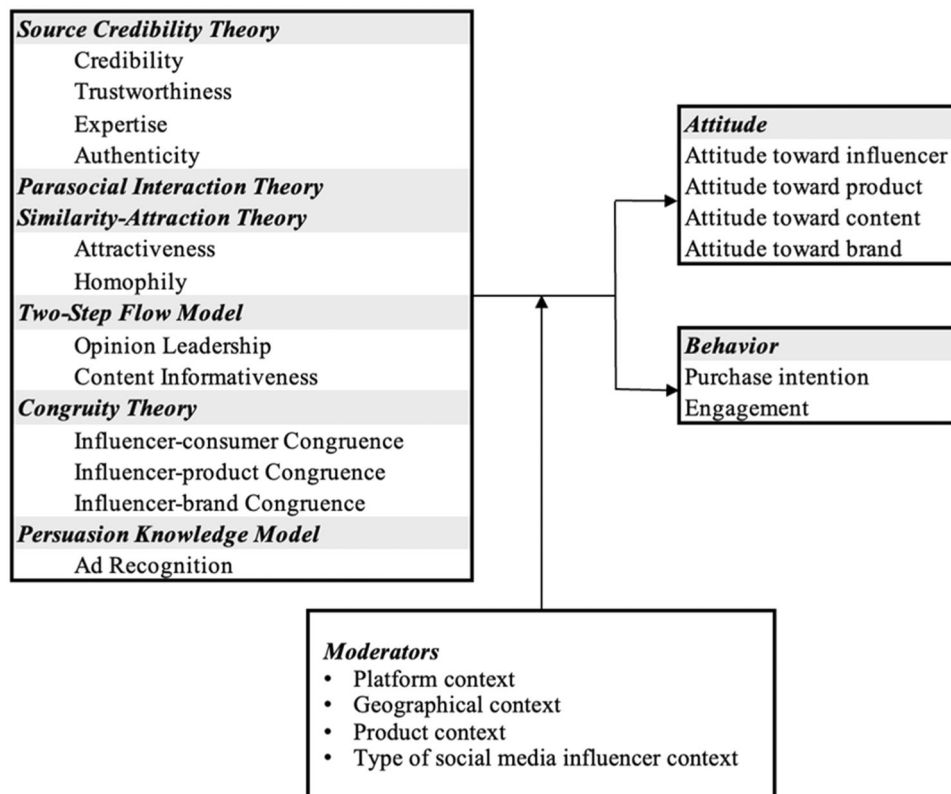 Source Credibility Theory
Credibility
Trustworthiness
Expertise
Authenticity
Parasocial Interaction Theory
Similarity-Attraction Theory
Attractiveness
Homophily
Two-Step Flow Model
Opinion Leadership
Content Informativeness
Congruity Theory
Influencer-consumer Congruence
Influencer-product Congruence
Influencer-brand Congruence
Persuasion Knowledge Model
Ad Recognition
Attitude
Attitude toward influencer
Attitude toward product
Attitude toward content
Attitude toward brand
Behavior
Purchase intention
Engagement
Moderators
• Platform context
• Geographical context
• Product context
• Type of social media influencer context